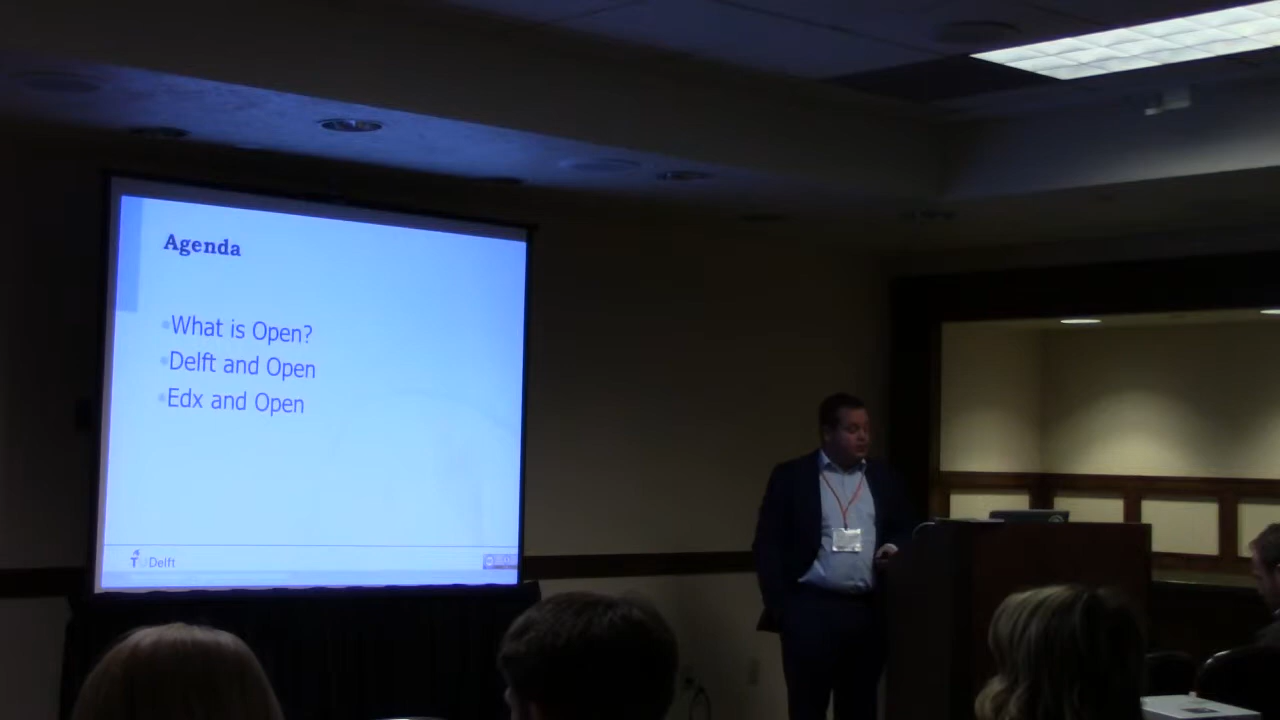 Agenda
What is Open?
Delft and Open
Edx and Open
TU Delft